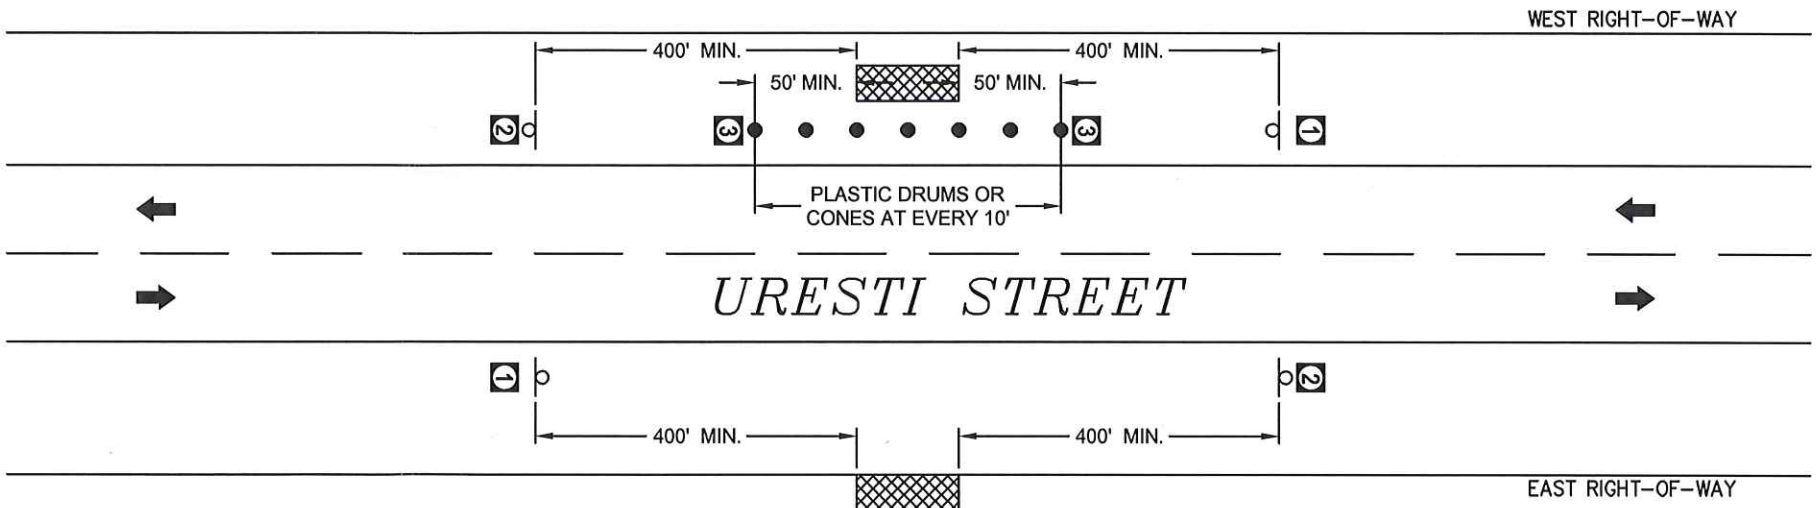 WEST RIGHT-OF-WAY
400' MIN.
400' MIN.
50' MIN.
50' MIN.
2
3
3
1
PLASTIC DRUMS OR
CONES AT EVERY 10'
URESTI STREET
1
2
400' MIN.
400' MIN.
EAST RIGHT-OF-WAY